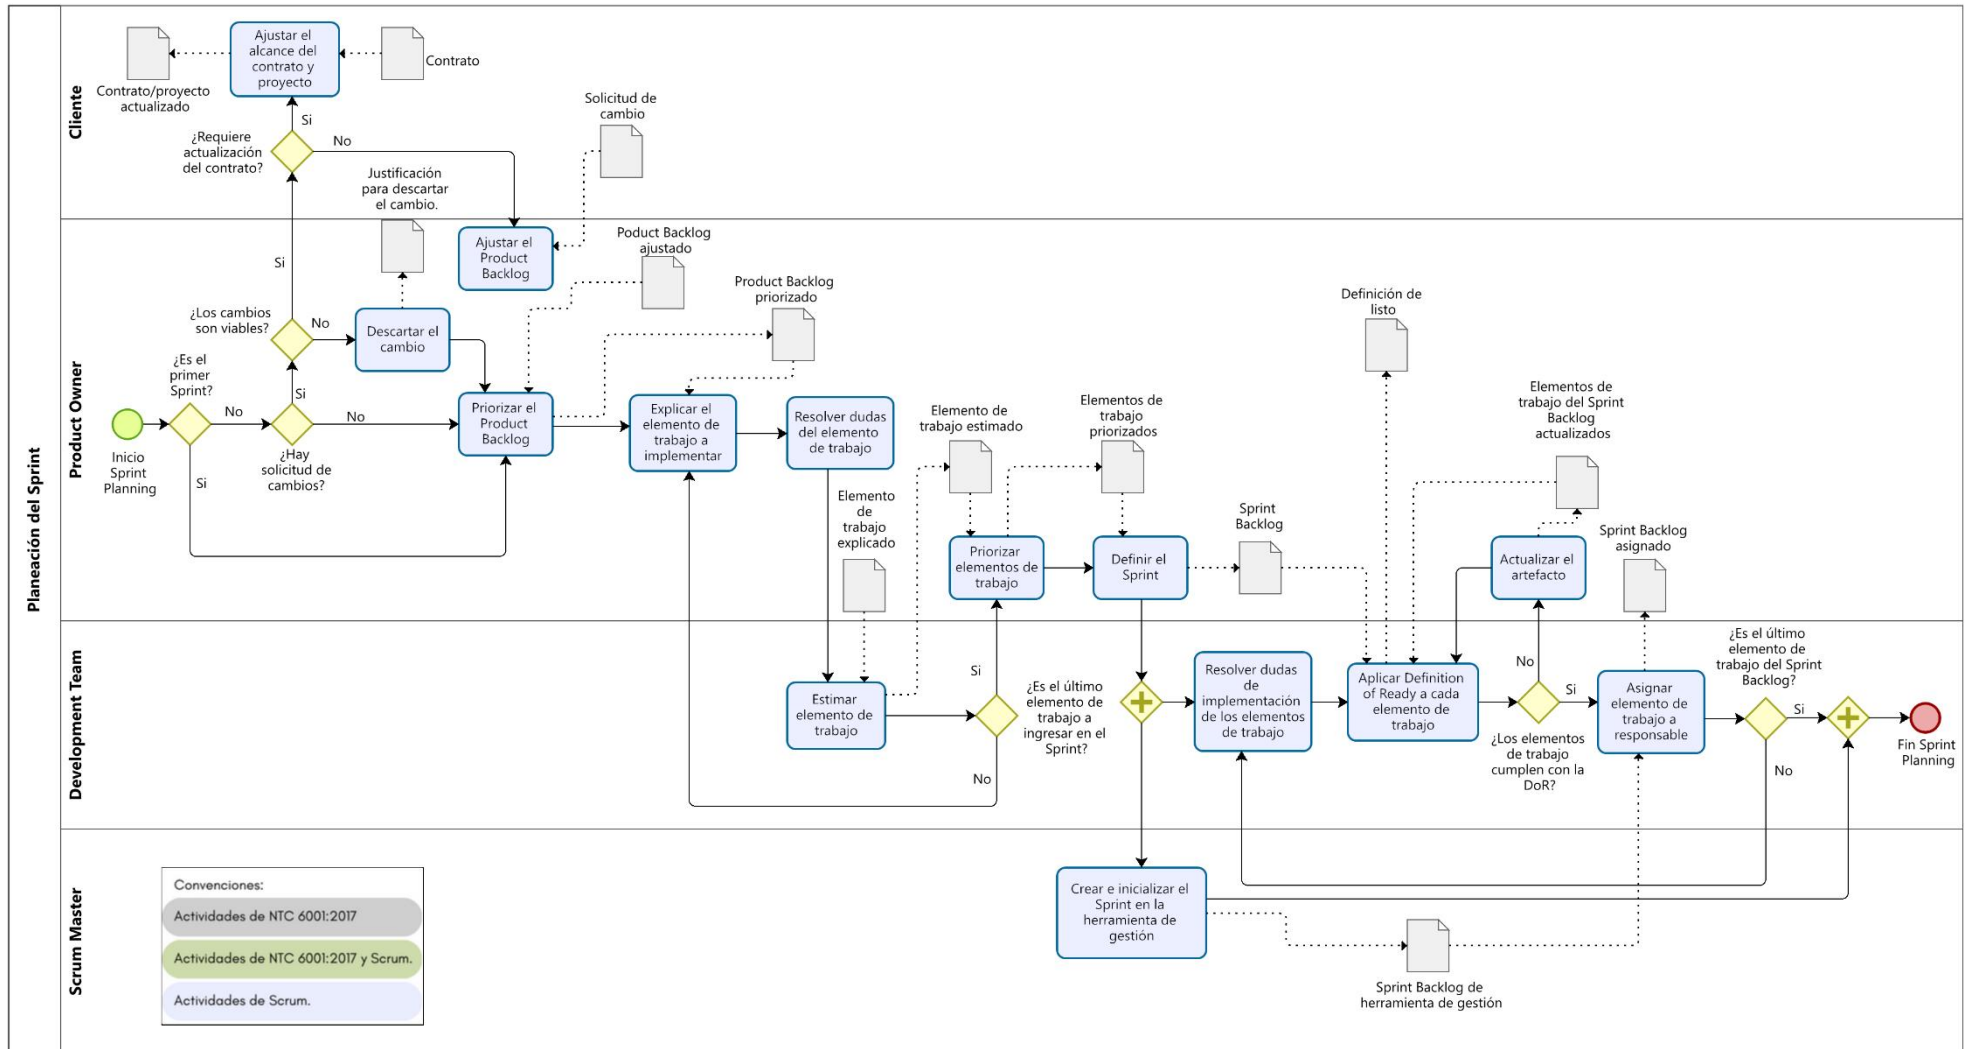 Planeación del Sprint
Cliente
Ajustar el
alcance del
contrato y
proyecto
Contrato
Contrato/proyecto
actualizado
Si
¿Requiere
actualización
del contrato?
No
Solicitud de
cambio
Justificación
para descartar
el cambio.
Product Owner
Ajustar el
Product
Backlog
Poduct Backlog
ajustado
Si
Product Backlog
priorizado
¿Los cambios
son viables?
No
Descartar el
cambio
Definición de
listo
¿Es el
primer
Sprint?
No
Si
No
Inicio
Sprint
Planning
Si
¿Hay
solicitud de
cambios?
Priorizar el
Product
Backlog
Explicar el
elemento de
trabajo a
implementar
Resolver dudas
del elemento
de trabajo
Elemento de
trabajo estimado
Elementos de
trabajo
priorizados
Elementos de
trabajo del Sprint
Backlog
actualizados
Elemento
de
trabajo
explicado
Priorizar
elementos de
trabajo
Definir el
Sprint
Sprint
Backlog
Actualizar el
artefacto
Sprint Backlog
asignado
Development Team
Estimar
elemento de
trabajo
Si
No
¿Es el último
elemento de
trabajo a
ingresar en el
Sprint?
Resolver dudas
de
implementación
de los elementos
de trabajo
Aplicar Definition
of Ready a cada
elemento de
trabajo
No
Si
¿Los elementos
de trabajo
cumplen con la
DoR?
Asignar
elemento de
trabajo a
responsable
¿Es el último
elemento de
trabajo del Sprint
Backlog?
Si
No
Fin Sprint
Planning
Scrum Master
Crear e inicializar el
Sprint en la
herramienta de
gestión
Sprint Backlog de
herramienta de gestión
Convenciones:
Actividades de NTC 6001:2017
Actividades de NTC 6001:2017 y Scrum.
Actividades de Scrum.